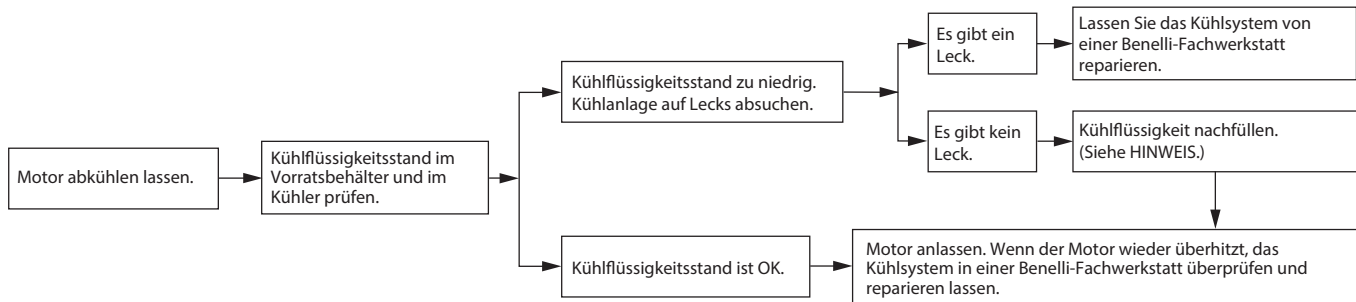 Motor abkühlen lassen.
Kühlflüssigkeitsstand im
Vorratsbehälter und im
Kühler prüfen.
Kühlflüssigkeitsstand zu niedrig.
Kühlanlage auf Lecks absuchen.
Es gibt ein
Leck.
Lassen Sie das Kühlsystem von
einer Benelli-Fachwerkstatt
reparieren.
Es gibt kein
Leck.
Kühlflüssigkeit nachfüllen.
(Siehe HINWEIS.)
Kühlflüssigkeitsstand ist OK.
Motor anlassen. Wenn der Motor wieder überhitzt, das
Kühlsystem in einer Benelli-Fachwerkstatt überprüfen und
reparieren lassen.